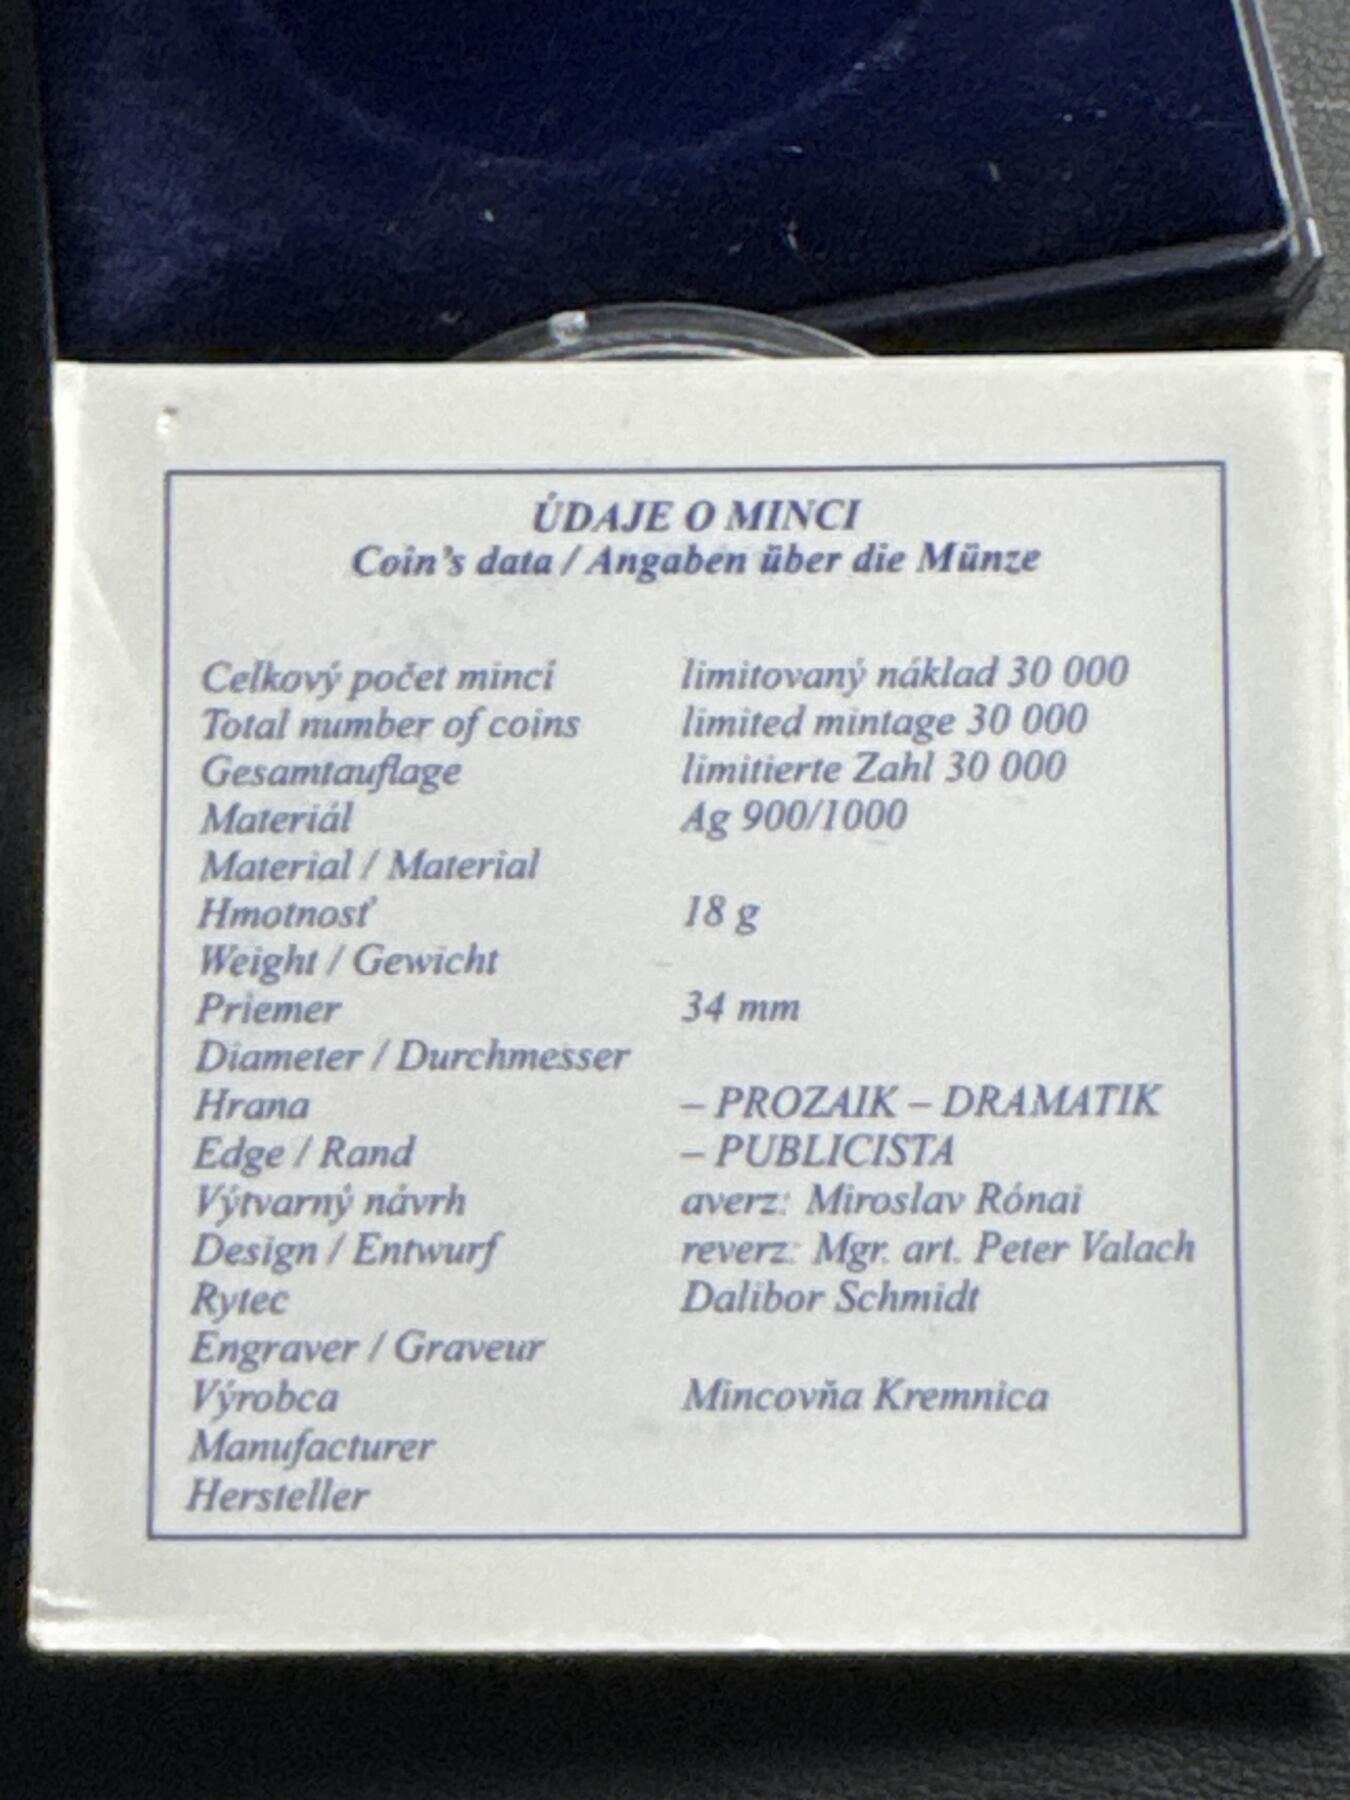 ÚDAJE O MINCI
Coin's data / Angaben über die Münze
Celkový počet mincí limitovaný náklad 30 000
Total number of coins limited mintage 30 000
Gesamtauflage limitierte Zahl 30 000
Materiál Ag 900/1000
Material / Material
Hmotnosť 18 g
Weight / Gewicht
Priemer 34 mm
Diameter / Durchmesser
Hrana – PROZAIK – DRAMATIK
Edge / Rand – PUBLICISTA
Výtvarný návrh averz: Miroslav Rónai
Design / Entwurf reverz: Mgr. art. Peter Valach
Rytec Dalibor Schmidt
Engraver / Graveur
Výrobca Mincovňa Kremnica
Manufacturer
Hersteller